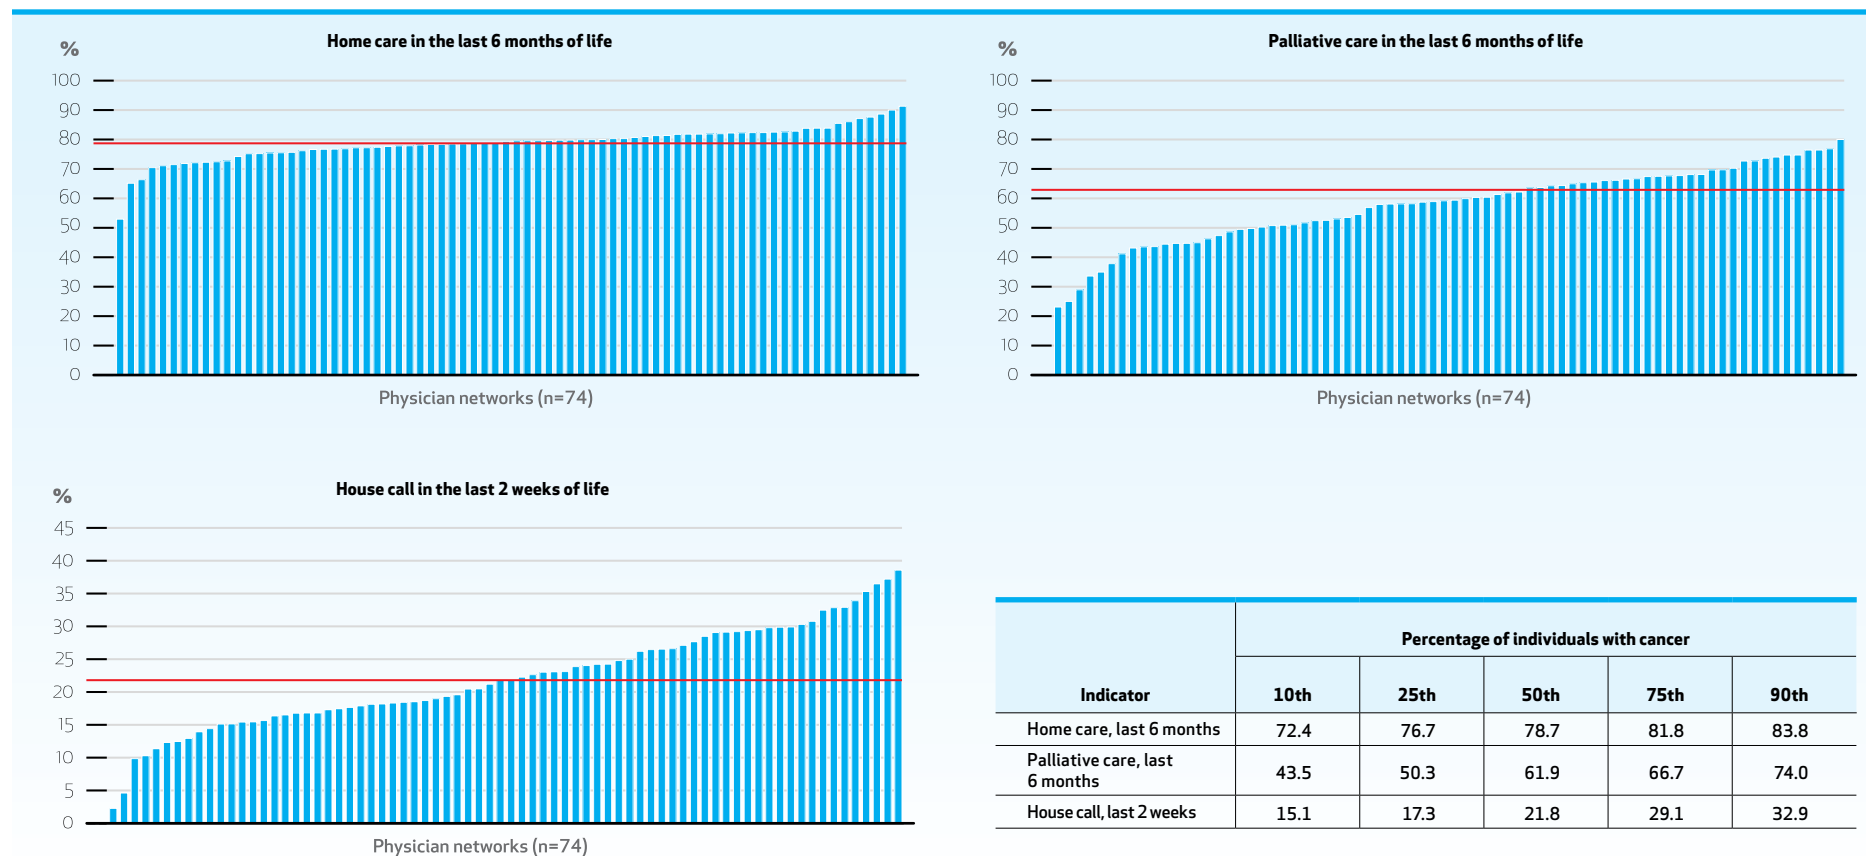 Home care in the last 6 months of life
%
100
90
80
70
60
50
40
30
20
10
0
Physician networks (n=74)
Palliative care in the last 6 months of life
%
100
90
80
70
60
50
40
30
20
10
0
Physician networks (n=74)
House call in the last 2 weeks of life
%
45
40
35
30
25
20
15
10
5
0
Physician networks (n=74)
Percentage of individuals with cancer
Indicator 10th 25th 50th 75th 90th
Home care, last 6 months 72.4 76.7 78.7 81.8 83.8
Palliative care, last
6 months 43.5 50.3 61.9 66.7 74.0
House call, last 2 weeks 15.1 17.3 21.8 29.1 32.9